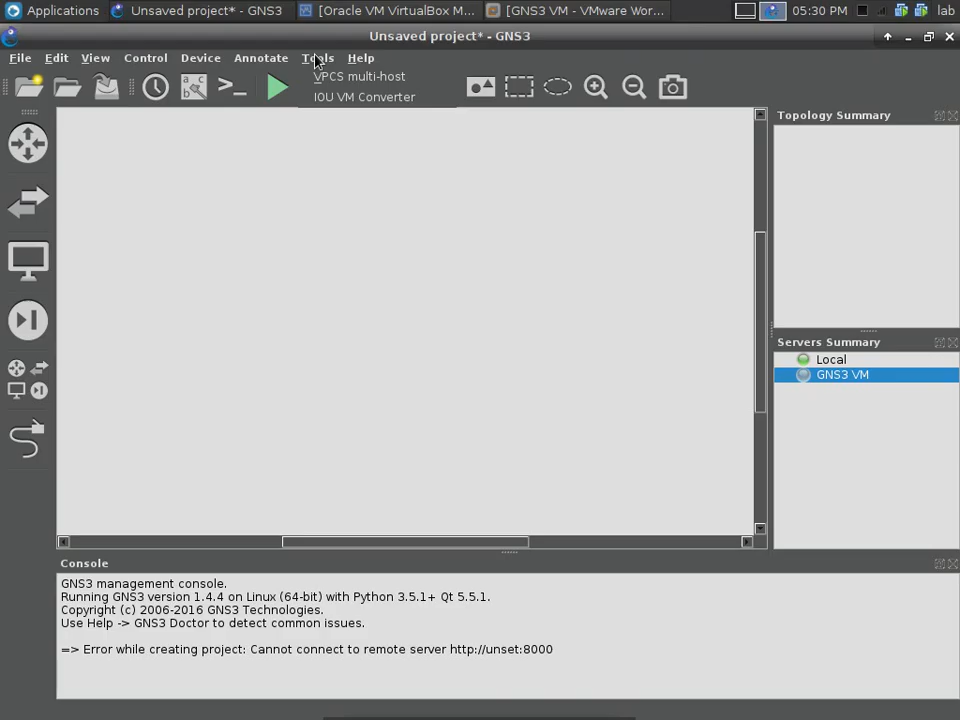 Applications
Unsaved project* - GNS3
[Oracle VM VirtualBox M...
[GNS3 VM - VMware Wor...
05:30 PM
lab
Unsaved project* - GNS3
File Edit View Control Device Annotate Tools Help
VPCS multi-host
IOU VM Converter
Topology Summary
Servers Summary
Local
GNS3 VM
Console
GNS3 management console.
Running GNS3 version 1.4.4 on Linux (64-bit) with Python 3.5.1+ Qt 5.5.1.
Copyright (c) 2006-2016 GNS3 Technologies.
Use Help -> GNS3 Doctor to detect common issues.
=> Error while creating project: Cannot connect to remote server http://unset:8000